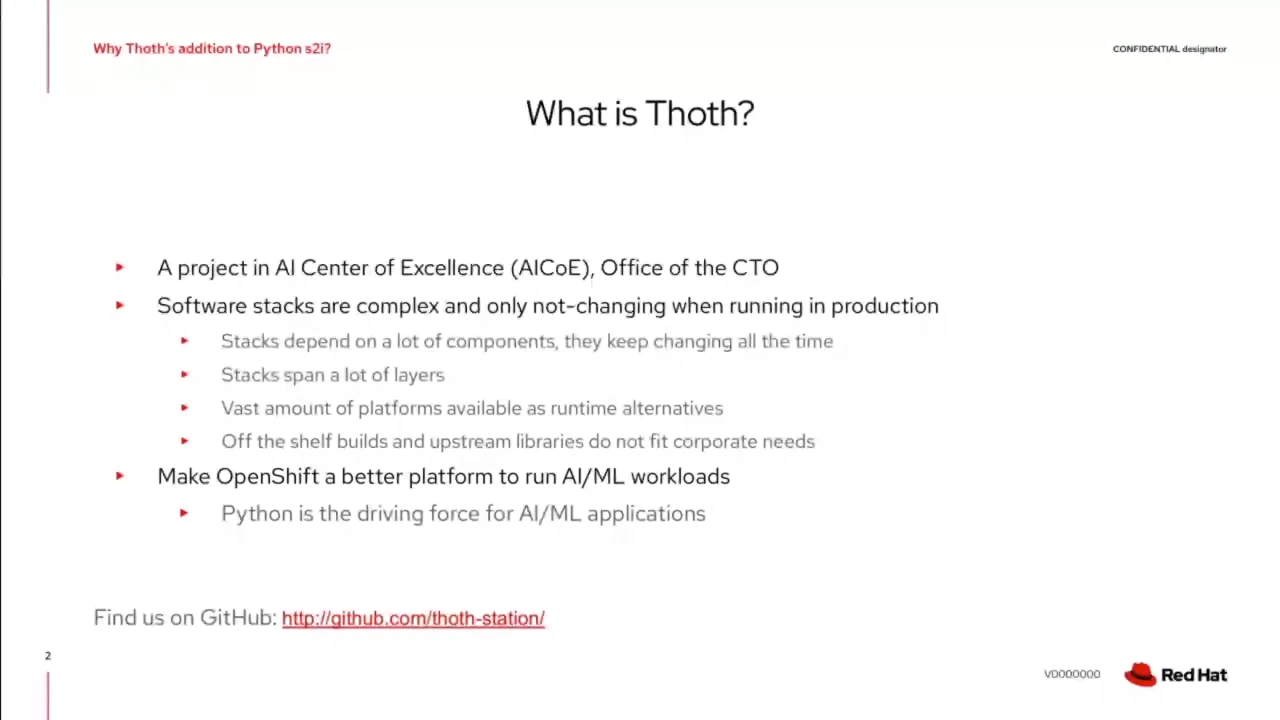 Why Thoth's addition to Python s2i?
CONFIDENTIAL designator
What is Thoth?
A project in AI Center of Excellence (AICoE), Office of the CTO
Software stacks are complex and only not-changing when running in production
Stacks depend on a lot of components, they keep changing all the time
Stacks span a lot of layers
Vast amount of platforms available as runtime alternatives
Off the shelf builds and upstream libraries do not fit corporate needs
Make OpenShift a better platform to run AI/ML workloads
Python is the driving force for AI/ML applications
Find us on GitHub: http://github.com/thoth-station/
2
V0000000
Red Hat